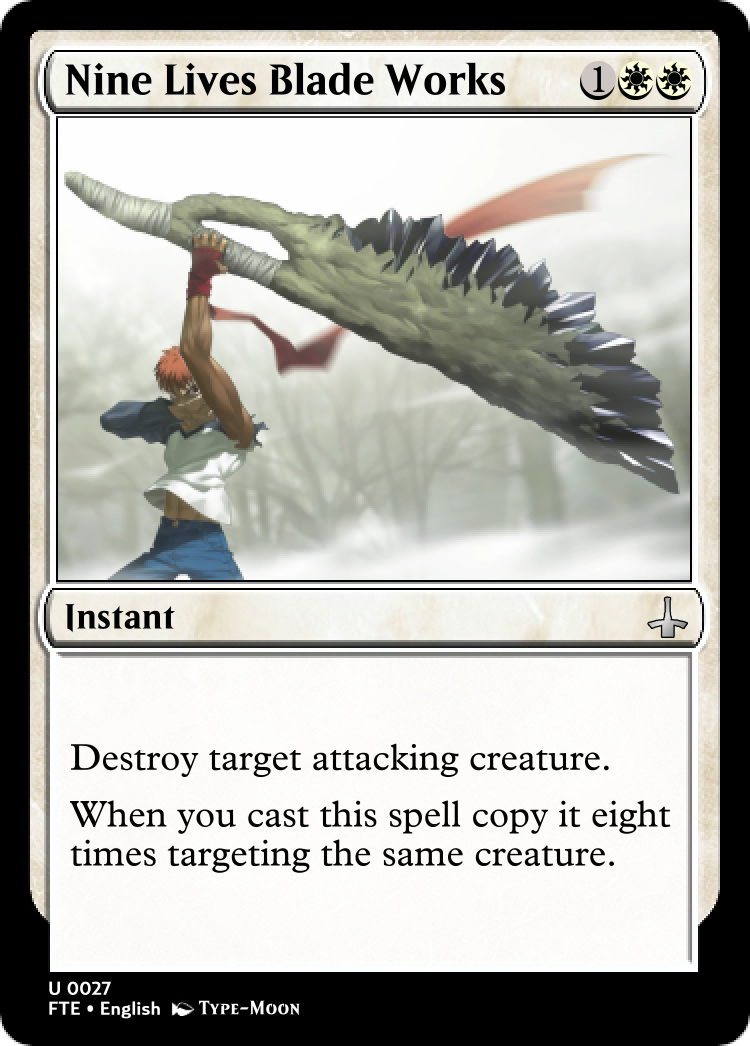 Nine Lives Blade Works 1
Instant
Destroy target attacking creature.
When you cast this spell copy it eight
times targeting the same creature.
U 0027
FTE • English Type-Moon